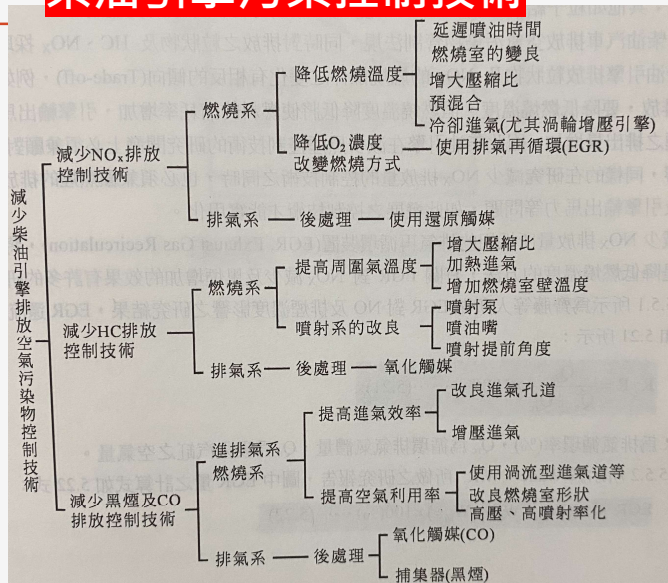 柴油引擎污染控制技術
減少柴油引擎排放空氣污染物控制技術
減少NOₓ排放
控制技術
燃燒系
降低燃燒溫度
延遲噴油時間
燃燒室的變良
增大壓縮比
預混合
冷卻進氣(尤其渦輪增壓引擎)
降低O₂濃度
改變燃燒方式
使用排氣再循環(EGR)
排氣系
後處理
使用還原觸媒
減少HC排放
控制技術
燃燒系
提高周圍氣溫度
增大壓縮比
加熱進氣
增加燃燒室壁溫度
噴射系的改良
噴射泵
噴油嘴
噴射提前角度
排氣系
後處理
氧化觸媒
減少黑煙及CO
排放控制技術
進排氣系
燃燒系
提高進氣效率
改良進氣孔道
增壓進氣
提高空氣利用率
使用渦流型進氣道等
改良燃燒室形狀
高壓、高噴射率化
排氣系
後處理
氧化觸媒(CO)
捕集器(黑煙)